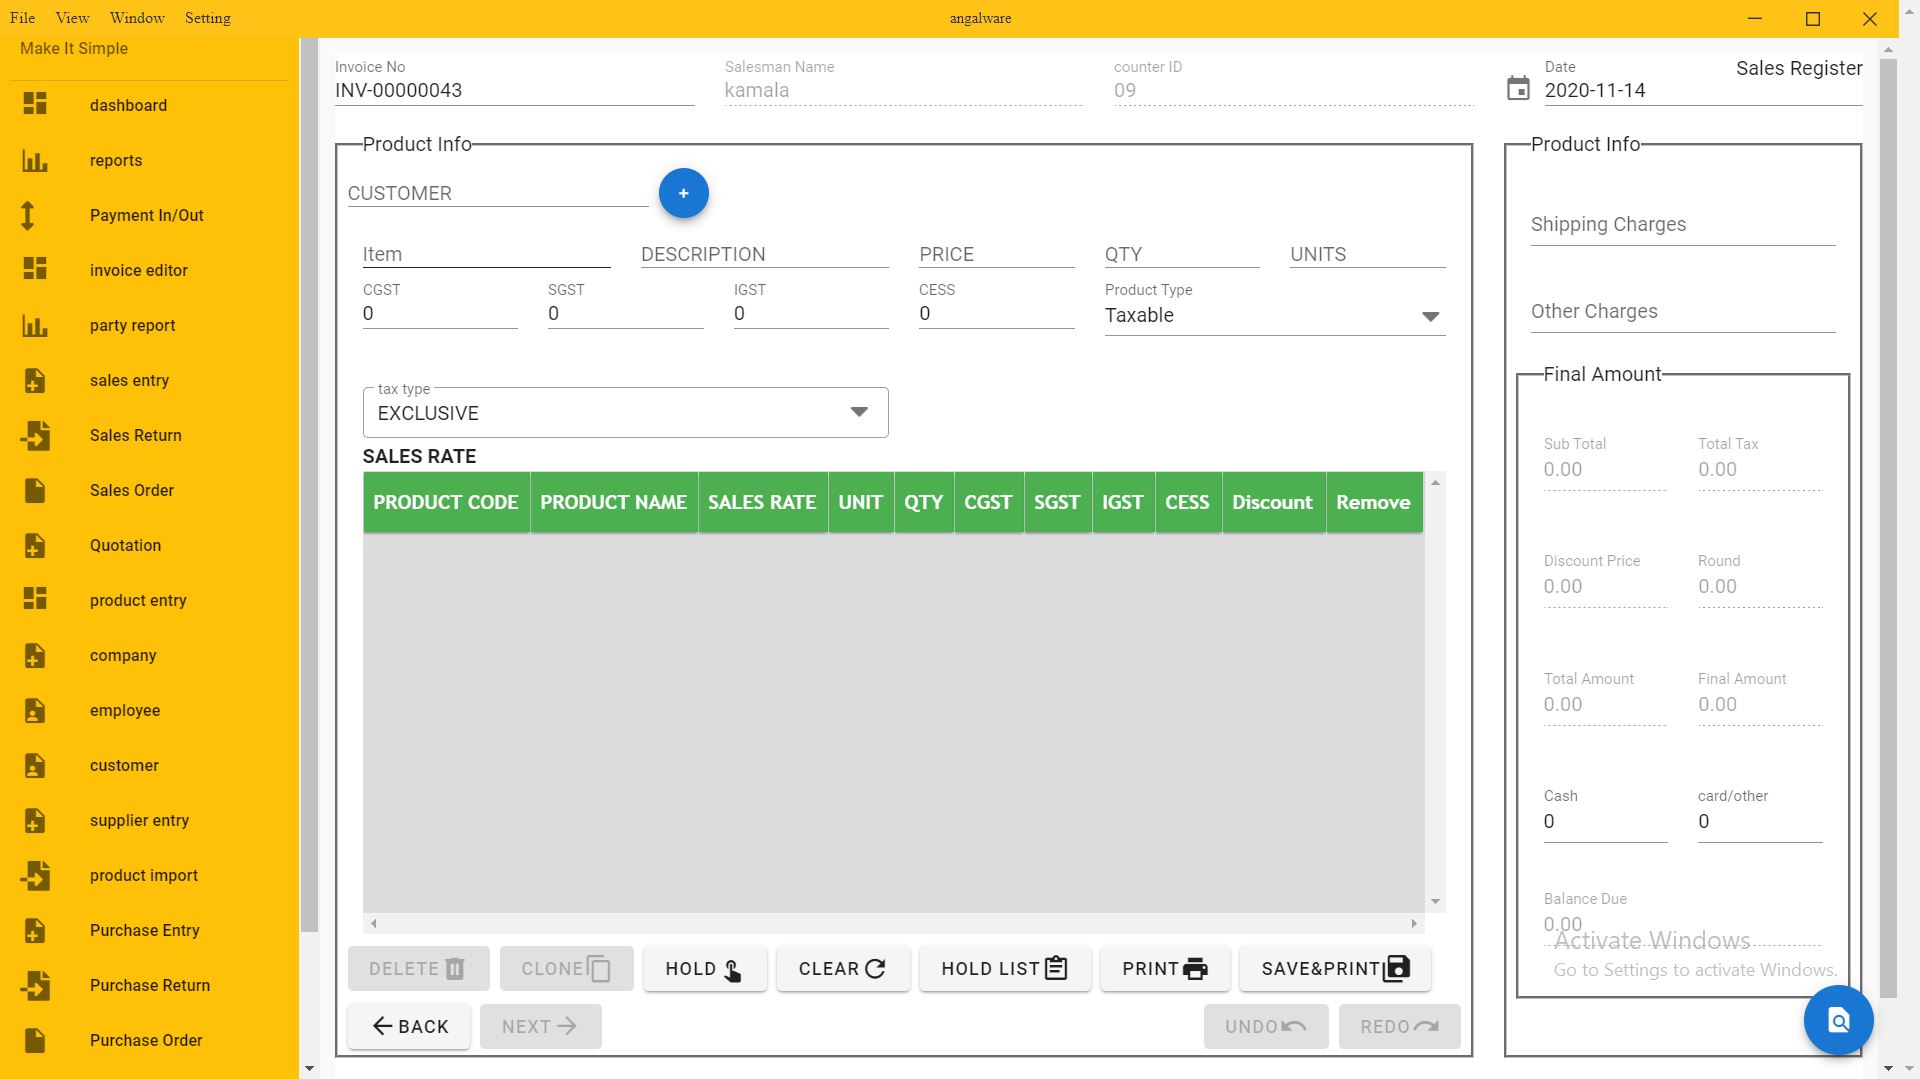 File View Window Setting
angalware
Make It Simple
dashboard
reports
Payment In/Out
invoice editor
party report
sales entry
Sales Return
Sales Order
Quotation
product entry
company
employee
customer
supplier entry
product import
Purchase Entry
Purchase Return
Purchase Order
Invoice No
INV-00000043
Salesman Name
kamala
counter ID
09
Date
2020-11-14
Sales Register
Product Info
CUSTOMER
+
Item DESCRIPTION PRICE QTY UNITS
CGST SGST IGST CESS Product Type
0 0 0 0 Taxable
tax type
EXCLUSIVE
SALES RATE
PRODUCT CODE PRODUCT NAME SALES RATE UNIT QTY CGST SGST IGST CESS Discount Remove
DELETE CLONE HOLD CLEAR HOLD LIST PRINT SAVE&PRINT
BACK NEXT UNDO REDO
Product Info
Shipping Charges
Other Charges
Final Amount
Sub Total Total Tax
0.00 0.00
Discount Price Round
0.00 0.00
Total Amount Final Amount
0.00 0.00
Cash card/other
0 0
Balance Due
0.00
Activate Windows
Go to Settings to activate Windows.